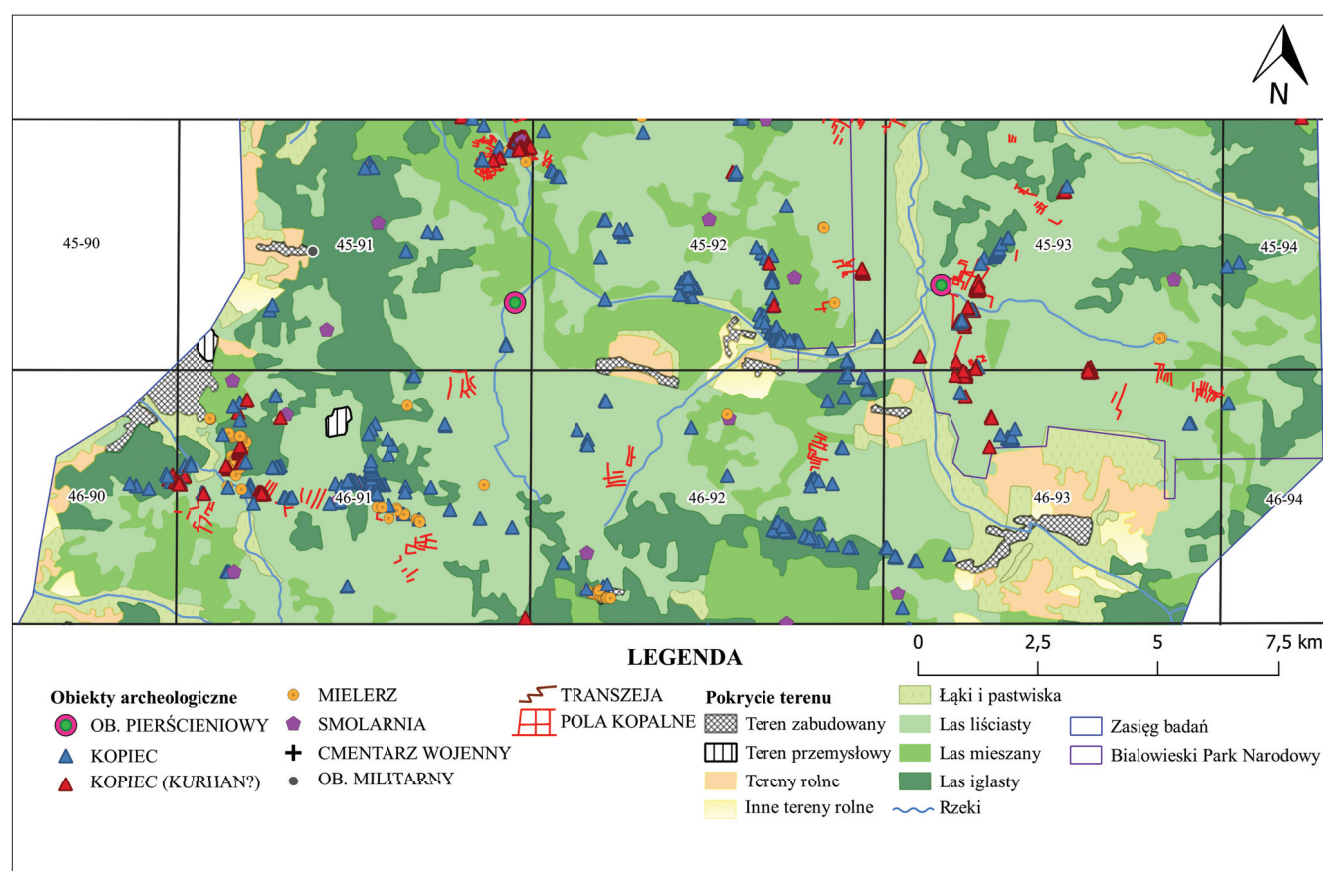 N
45-90
45-91
45-92
45-93
45-94
46-90
46-91
46-92
46-93
46-94
0 2,5 5 7,5 km
LEGENDA
Obiekty archeologiczne
OB. PIERŚCIENIOWY
KOPIEC
KOPIEC (KURHAN?)
MIELERZ
SMOLARNIA
CMENTARZ WOJENNY
OB. MILITARNY
TRANSZEJA
POLA KOPALNE
Pokrycie terenu
Teren zabudowany
Teren przemysłowy
Tereny rolne
Inne tereny rolne
Łąki i pastwiska
Las liściasty
Las mieszany
Las iglasty
Rzeki
Zasięg badań
Bialowieski Park Narodowy